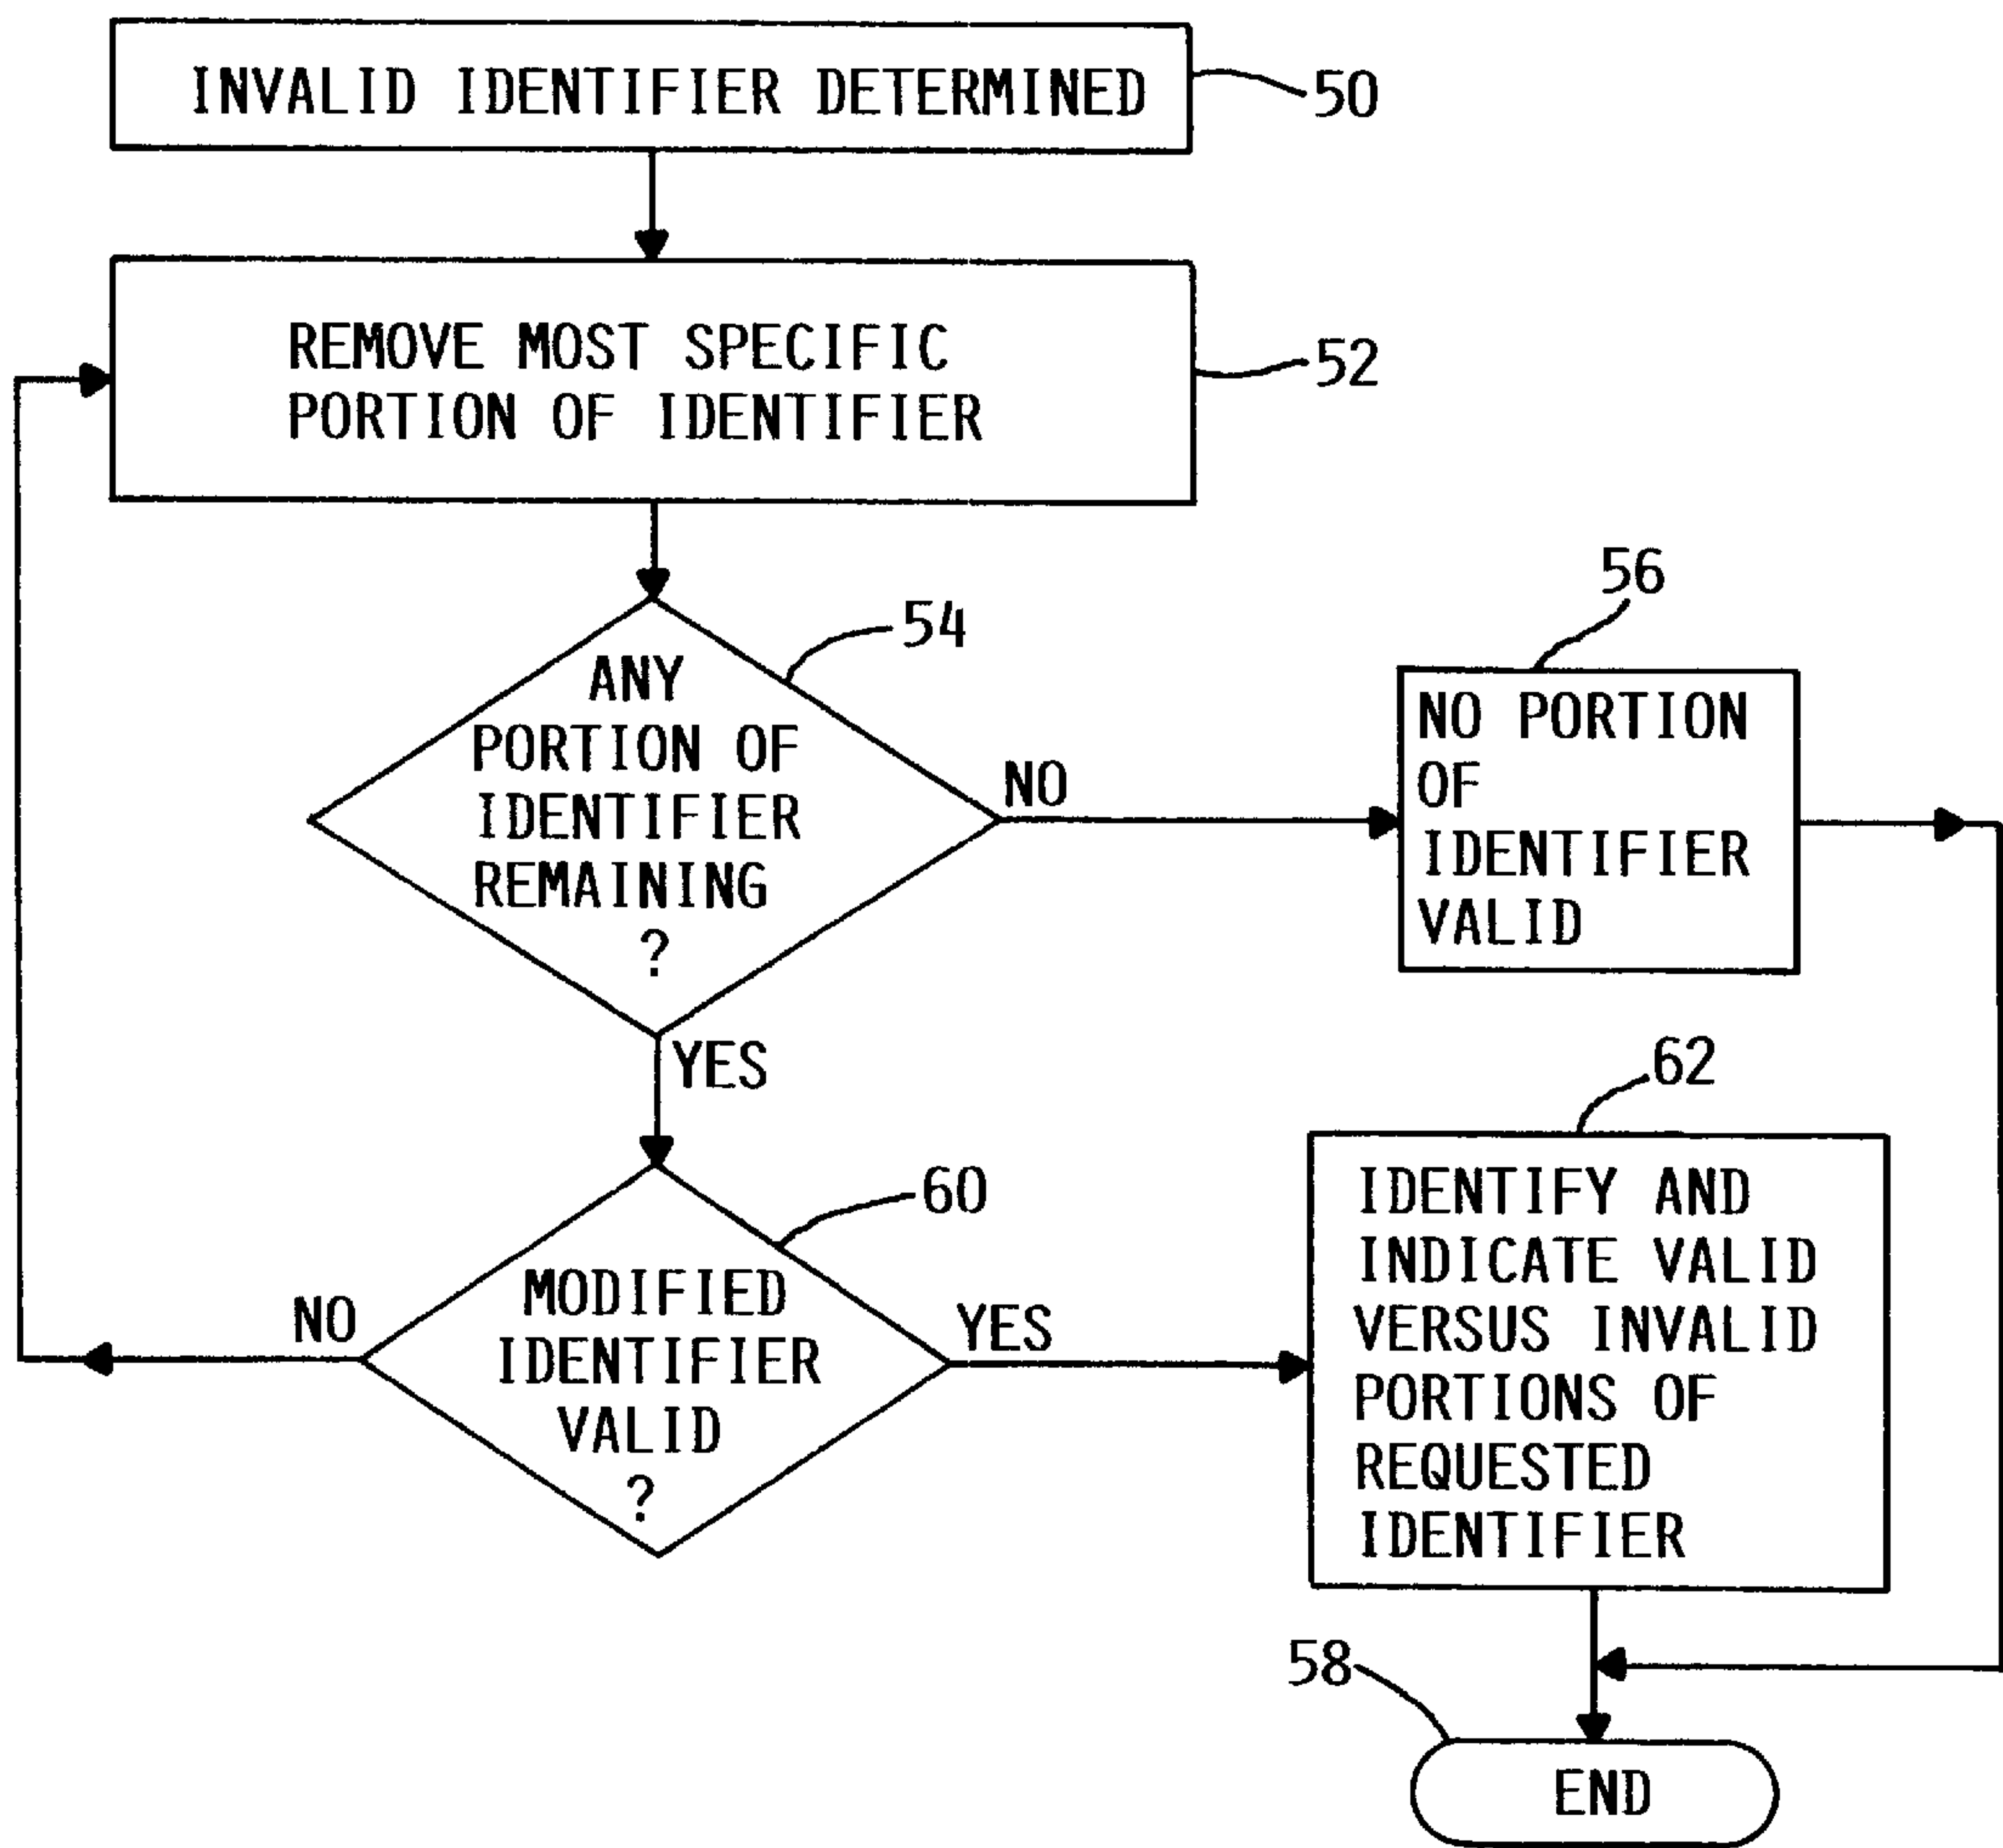 INVALID IDENTIFIER DETERMINED
50
REMOVE MOST SPECIFIC
PORTION OF IDENTIFIER
52
54
ANY
PORTION OF
IDENTIFIER
REMAINING
?
NO
YES
56
NO PORTION
OF
IDENTIFIER
VALID
60
MODIFIED
IDENTIFIER
VALID
?
NO
YES
62
IDENTIFY AND
INDICATE VALID
VERSUS INVALID
PORTIONS OF
REQUESTED
IDENTIFIER
58
END